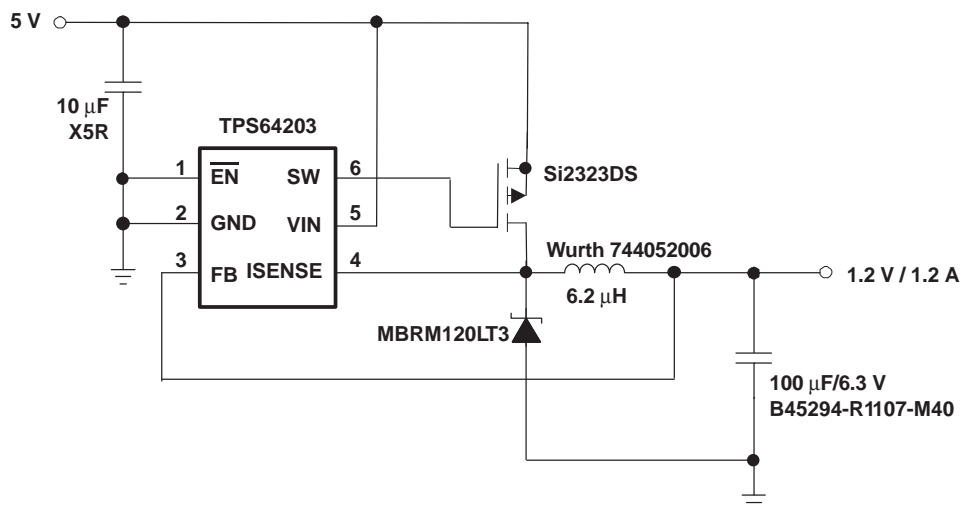 5 V
10 μF
X5R
TPS64203
1
EN
SW
6
2
GND
VIN
5
3
FB
ISENSE
4
Si2323DS
Wurth 744052006
6.2 μH
1.2 V / 1.2 A
MBRM120LT3
100 μF/6.3 V
B45294-R1107-M40